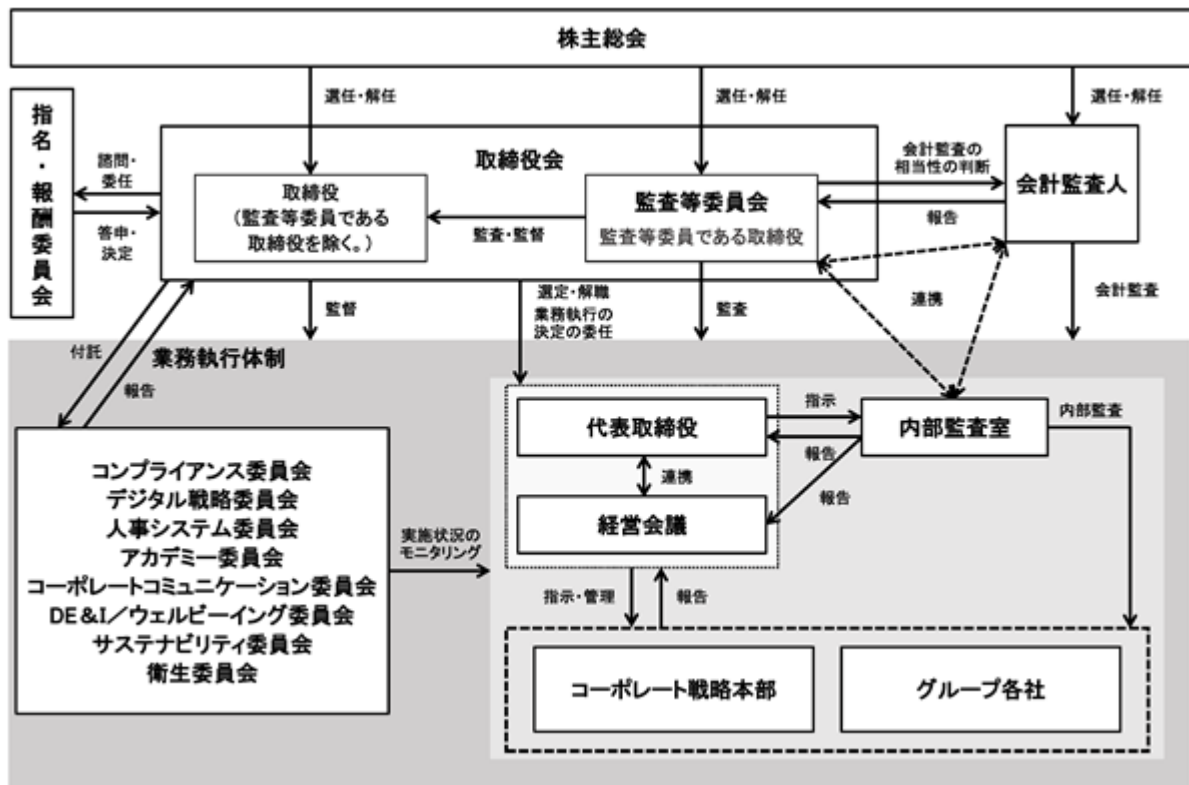 株主総会
選任・解任
選任・解任
選任・解任
指名・報酬委員会
諮問・
委任
答申・
決定
取締役会
取締役
（監査等委員である
取締役を除く。）
監査・監督
監査等委員会
監査等委員である取締役
会計監査の
相当性の判断
報告
会計監査人
監督
選定・解職
業務執行の
決定の委任
監査
連携
会計監査
付託
報告
業務執行体制
コンプライアンス委員会
デジタル戦略委員会
人事システム委員会
アカデミー委員会
コーポレートコミュニケーション委員会
DE＆I／ウェルビーイング委員会
サステナビリティ委員会
衛生委員会
実施状況の
モニタリング
代表取締役
連携
経営会議
指示
報告
報告
内部監査室
内部監査
指示・管理
報告
コーポレート戦略本部
グループ各社